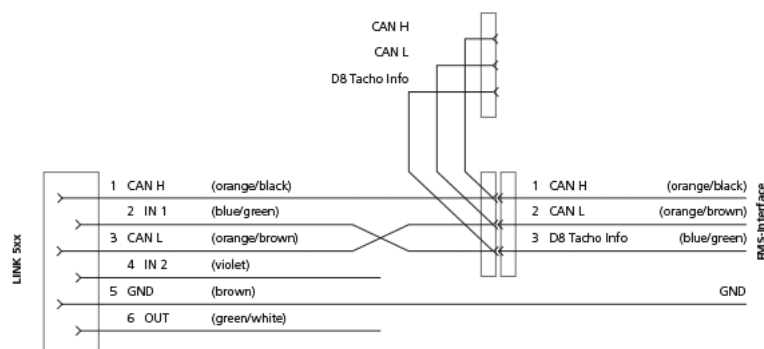 CAN H
CAN L
D8 Tacho Info
1 CAN H (orange/black)
2 IN 1 (blue/green)
3 CAN L (orange/brown)
4 IN 2 (violet)
5 GND (brown)
6 OUT (green/white)
LINK 5xx
1 CAN H (orange/black)
2 CAN L (orange/brown)
3 D8 Tacho Info (blue/green)
GND
FMS-Interface